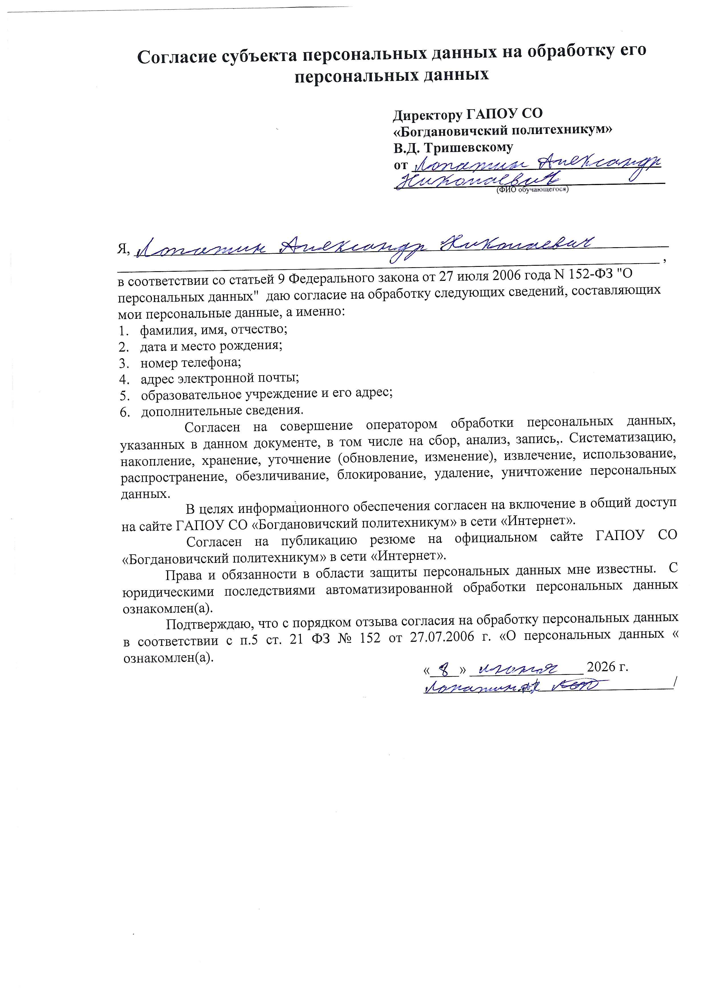 Согласие субъекта персональных данных на обработку его
персональных данных
Директору ГАПОУ СО
«Богдановичский политехникум»
В.Д. Тришевскому
от Лопатин Александр
Николаевич
(ФИО обучающегося)
Я, Лопатин Александр Николаевич
,
в соответствии со статьей 9 Федерального закона от 27 июля 2006 года N 152-ФЗ "О
персональных данных" даю согласие на обработку следующих сведений, составляющих
мои персональные данные, а именно:
1. фамилия, имя, отчество;
2. дата и место рождения;
3. номер телефона;
4. адрес электронной почты;
5. образовательное учреждение и его адрес;
6. дополнительные сведения.
Согласен на совершение оператором обработки персональных данных,
указанных в данном документе, в том числе на сбор, анализ, запись,. Систематизацию,
накопление, хранение, уточнение (обновление, изменение), извлечение, использование,
распространение, обезличивание, блокирование, удаление, уничтожение персональных
данных.
В целях информационного обеспечения согласен на включение в общий доступ
на сайте ГАПОУ СО «Богдановичский политехникум» в сети «Интернет».
Согласен на публикацию резюме на официальном сайте ГАПОУ СО
«Богдановичский политехникум» в сети «Интернет».
Права и обязанности в области защиты персональных данных мне известны. С
юридическими последствиями автоматизированной обработки персональных данных
ознакомлен(а).
Подтверждаю, что с порядком отзыва согласия на обработку персональных данных
в соответствии с п.5 ст. 21 ФЗ № 152 от 27.07.2006 г. «О персональных данных «
ознакомлен(а).
«8» 2026 г.
Лопатин /